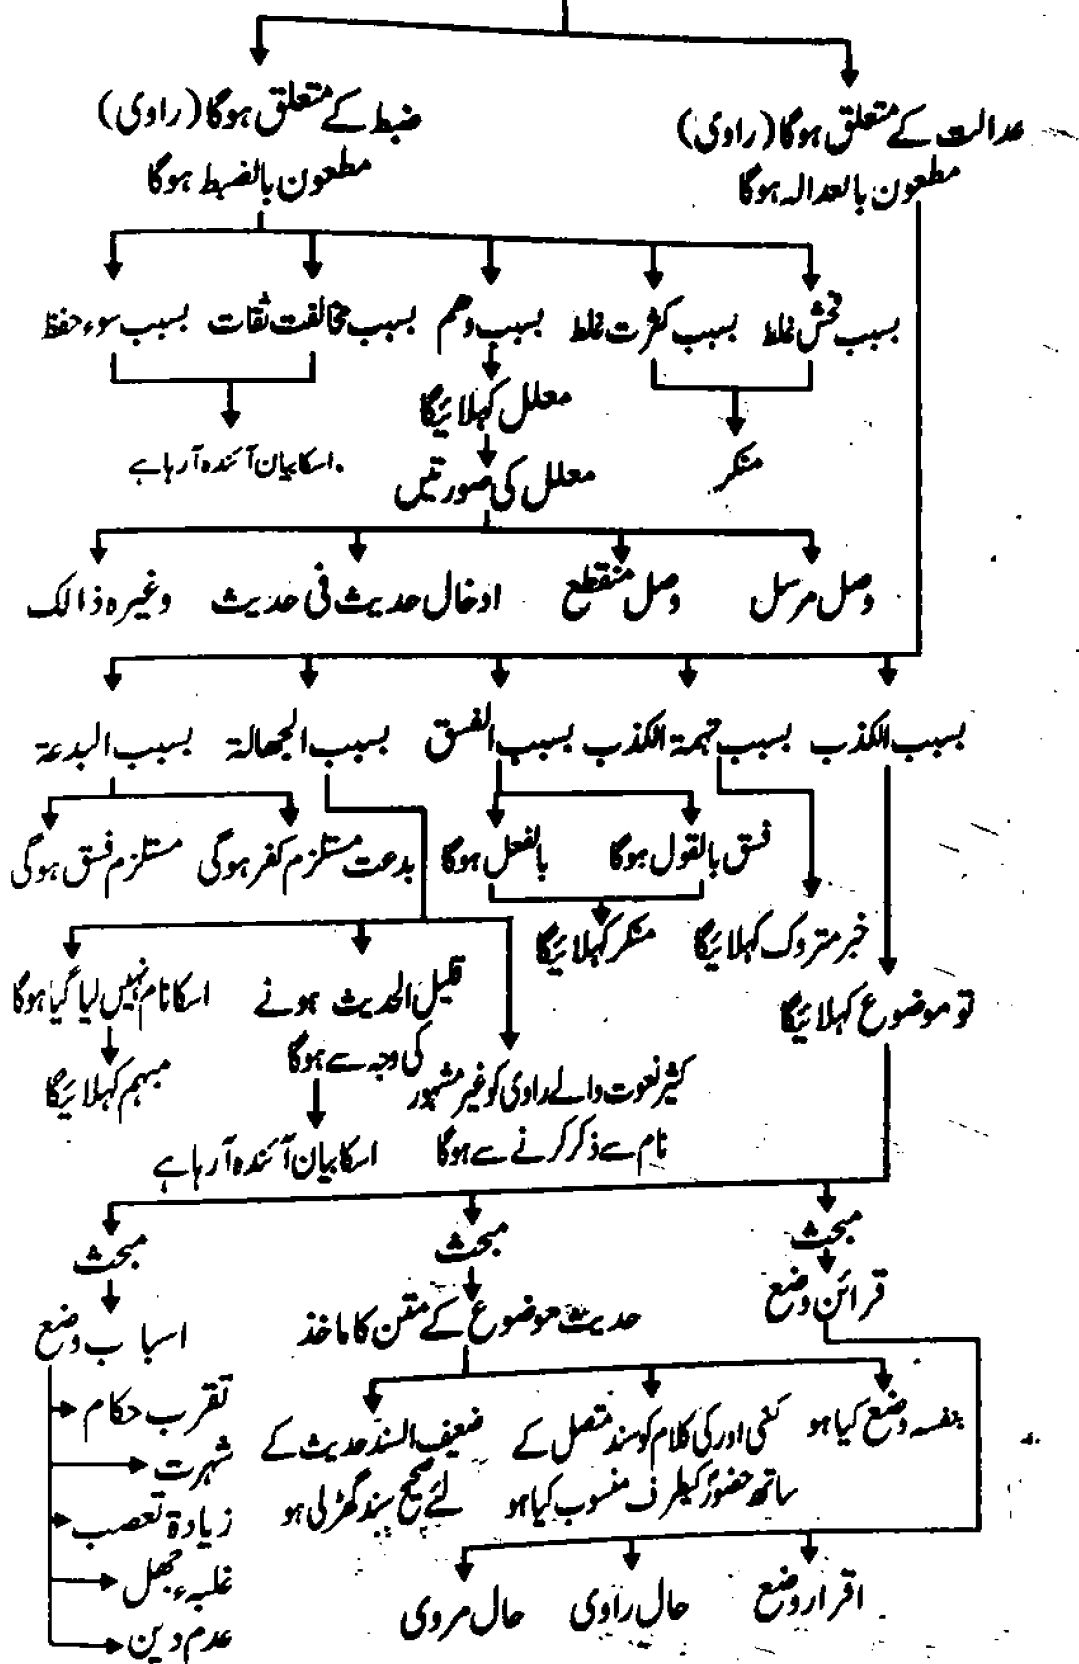 عدالت کے متعلق ہوگا (راوی)
مطعون بالعدالہ ہوگا
ضبط کے متعلق ہوگا (راوی)
مطعون بالضبط ہوگا
بسبب فحش غلط
بسبب کثرت غلط
بسبب وھم
بسبب مخالفت ثقات
بسبب سوء حفظ
منکر
معلل کہلائیگا
معلل کی صورتیں
اسکا بیان آئندہ آرہا ہے
وصل مرسل
وصل منقطع
ادخال حدیث فی حدیث
وغیرہ ذالک
بسبب الکذب
بسبب تہمۃ الکذب
بسبب الفسق
بسبب الجھالۃ
بسبب البدعۃ
فسق بالقول ہوگا
بالفعل ہوگا
بدعت مستلزم کفر ہوگی
مستلزم فسق ہوگی
خبر متروک کہلائیگا
منکر کہلائیگا
تو موضوع کہلائیگا
کثیر نعوت والے راوی کو غیر مشہور
نام سے ذکر کرنے سے ہوگا
قلیل الحدیث ہونے
کی وجہ سے ہوگا
اسکا بیان آئندہ آرہا ہے
اسکا نام نہیں لیا گیا ہوگا
مبہم کہلائیگا
مبحث
قرائن وضع
مبحث
حدیث موضوع کے متن کا ماخذ
مبحث
اسباب وضع
بنفسہ وضع کیا ہو
کسی اور کی کلام کو سند متصل کے
ساتھ حضورؐ کیطرف منسوب کیا ہو
ضعیف السند حدیث کے
لئے صحیح سند گھڑ لی ہو
تقرب حکام
شہرت
زیادۃ تعصب
غلبہء جھل
عدم دین
اقرار وضع
حال راوی
حال مروی